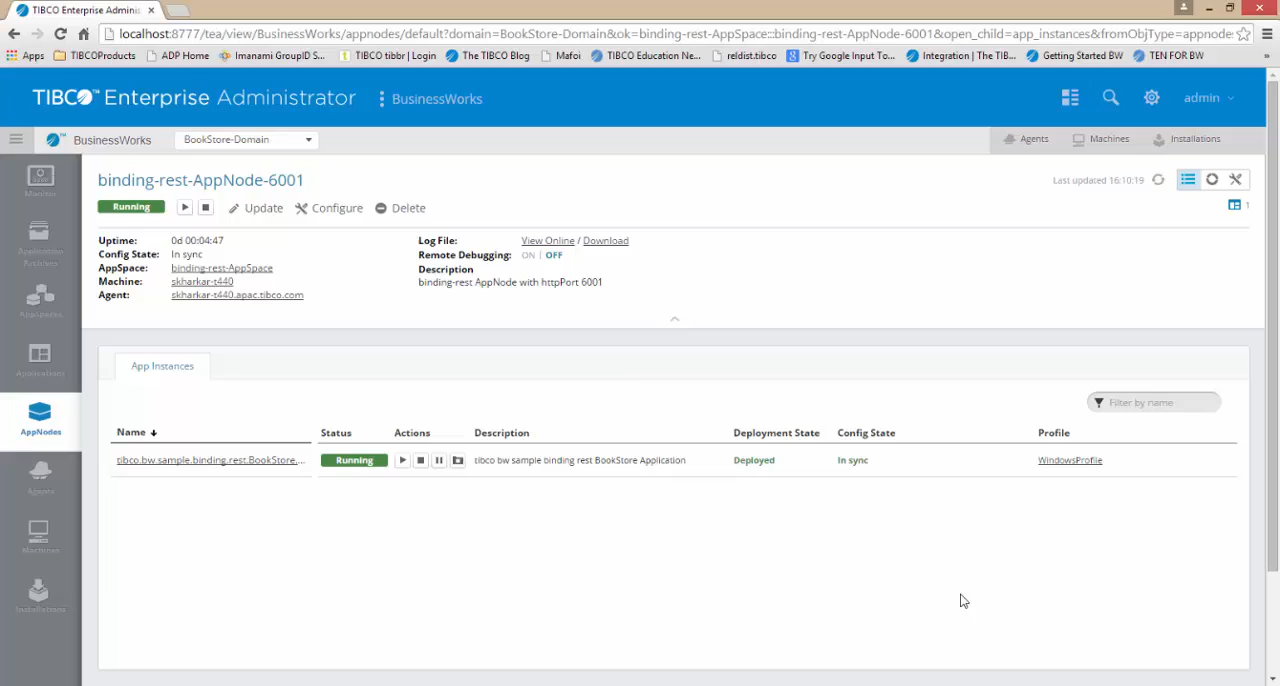 TIBCO Enterprise Adminis
localhost:8777/tea/view/BusinessWorks/appnodes/default?domain=BookStore-Domain&ok=binding-rest-AppSpace::binding-rest-AppNode-6001&open_child=app_instances&fromObjType=appnode
Apps TIBCOProducts ADP Home Imanami GroupID S... TIBCO tibbr | Login The TIBCO Blog Mafoi TIBCO Education Ne... reldist.tibco Try Google Input To... Integration | The TIB... Getting Started BW TEN FOR BW »
TIBCO™ Enterprise Administrator BusinessWorks admin
BusinessWorks BookStore-Domain Agents Machines Installations
Monitor
Application Archives
AppSpaces
Applications
AppNodes
Agents
Machines
Installations
binding-rest-AppNode-6001 Last updated 16:10:19
Running Update Configure Delete 1
Uptime: 0d 00:04:47
Config State: In sync
AppSpace: binding-rest-AppSpace
Machine: skharkar-t440
Agent: skharkar-t440.apac.tibco.com
Log File: View Online / Download
Remote Debugging: ON | OFF
Description
binding-rest AppNode with httpPort 6001
App Instances
Filter by name
Name Status Actions Description Deployment State Config State Profile
tibco.bw.sample.binding.rest.BookStore.... Running tibco bw sample binding rest BookStore Application Deployed In sync WindowsProfile